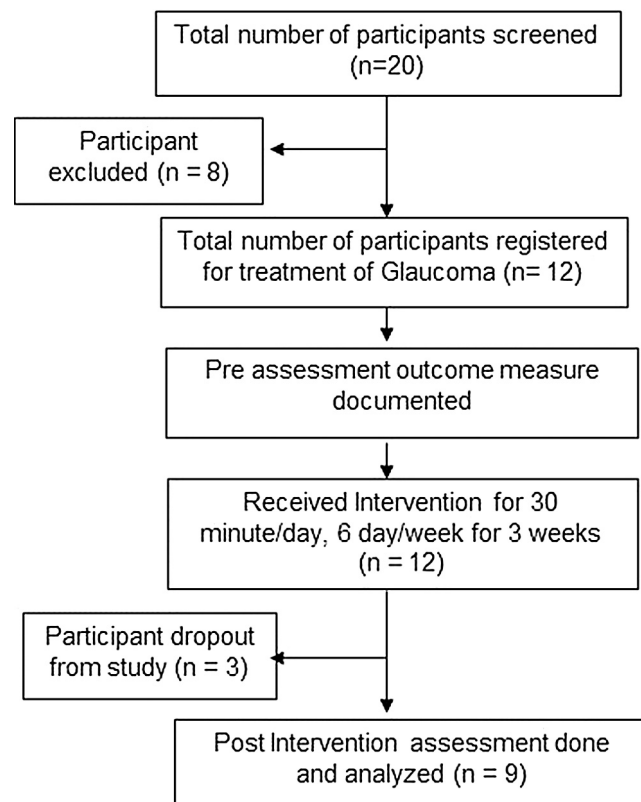 Total number of participants screened
(n=20)
Participant
excluded (n = 8)
Total number of participants registered
for treatment of Glaucoma (n= 12)
Pre assessment outcome measure
documented
Received Intervention for 30
minute/day, 6 day/week for 3 weeks
(n = 12)
Participant dropout
from study (n = 3)
Post Intervention assessment done
and analyzed (n = 9)